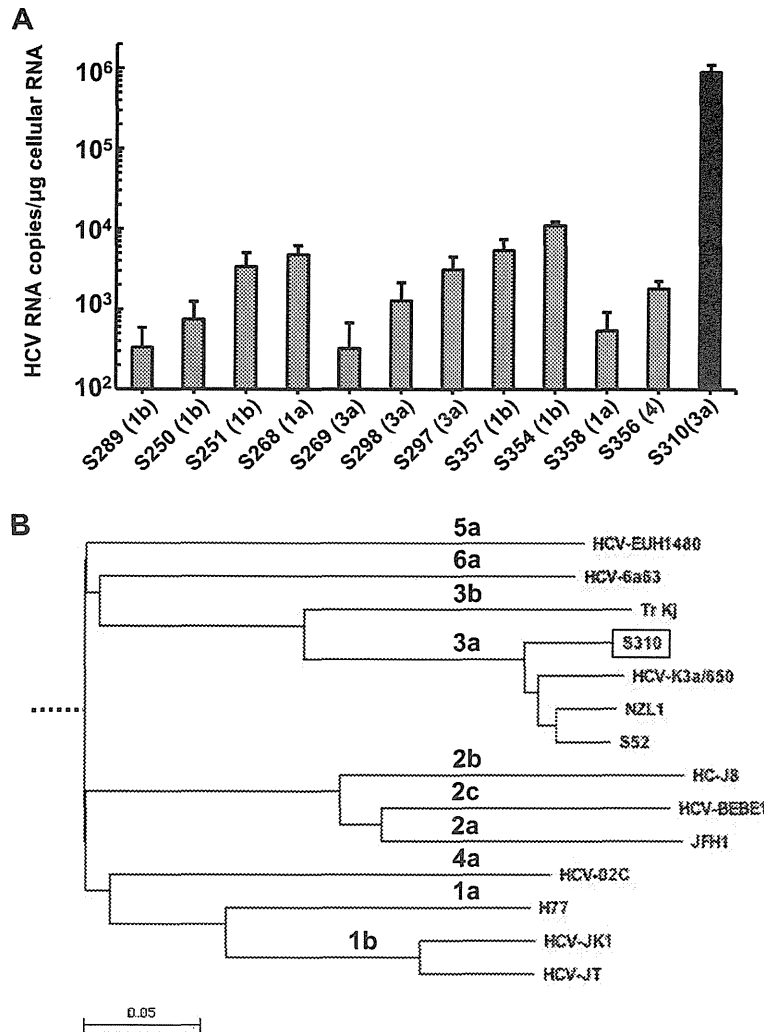 A
HCV RNA copies/µg cellular RNA
10⁶
10⁵
10⁴
10³
10²
S289 (1b)
S250 (1b)
S251 (1b)
S268 (1a)
S269 (3a)
S298 (3a)
S297 (3a)
S357 (1b)
S354 (1b)
S358 (1a)
S356 (4)
S310(3a)
B
5a
HCV-EUH1480
6a
HCV-6a63
3b
Tr Kj
3a
S310
HCV-K3a/650
NZL1
S52
2b
HC-J8
2c
HCV-BEBE1
2a
JFH1
4a
HCV-02C
1a
H77
1b
HCV-JK1
HCV-JT
0.05